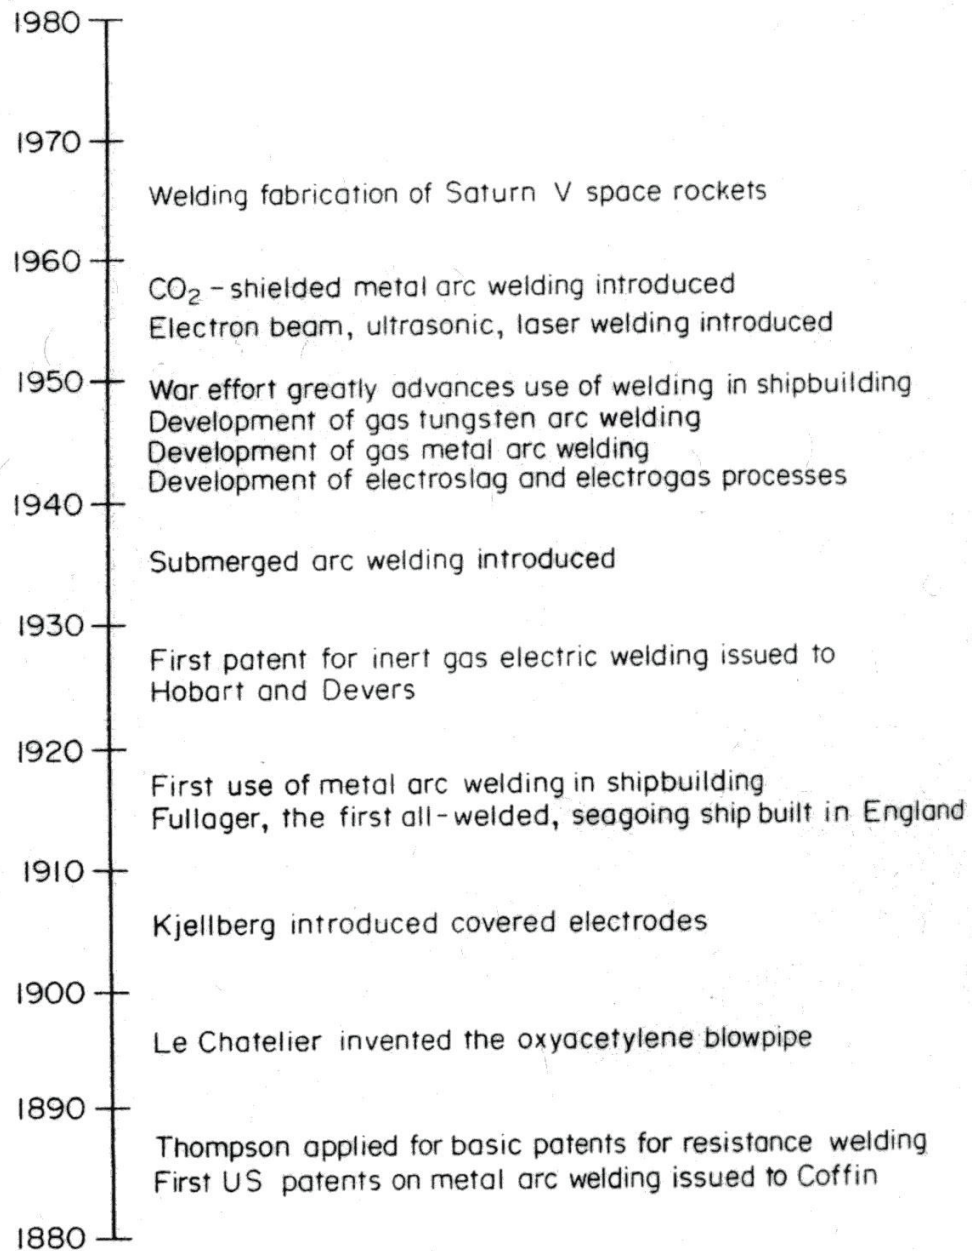 1980
1970
Welding fabrication of Saturn V space rockets
1960
CO₂-shielded metal arc welding introduced
Electron beam, ultrasonic, laser welding introduced
1950
War effort greatly advances use of welding in shipbuilding
Development of gas tungsten arc welding
Development of gas metal arc welding
Development of electroslag and electrogas processes
1940
Submerged arc welding introduced
1930
First patent for inert gas electric welding issued to
Hobart and Devers
1920
First use of metal arc welding in shipbuilding
Fullager, the first all-welded, seagoing ship built in England
1910
Kjellberg introduced covered electrodes
1900
Le Chatelier invented the oxyacetylene blowpipe
1890
Thompson applied for basic patents for resistance welding
First US patents on metal arc welding issued to Coffin
1880